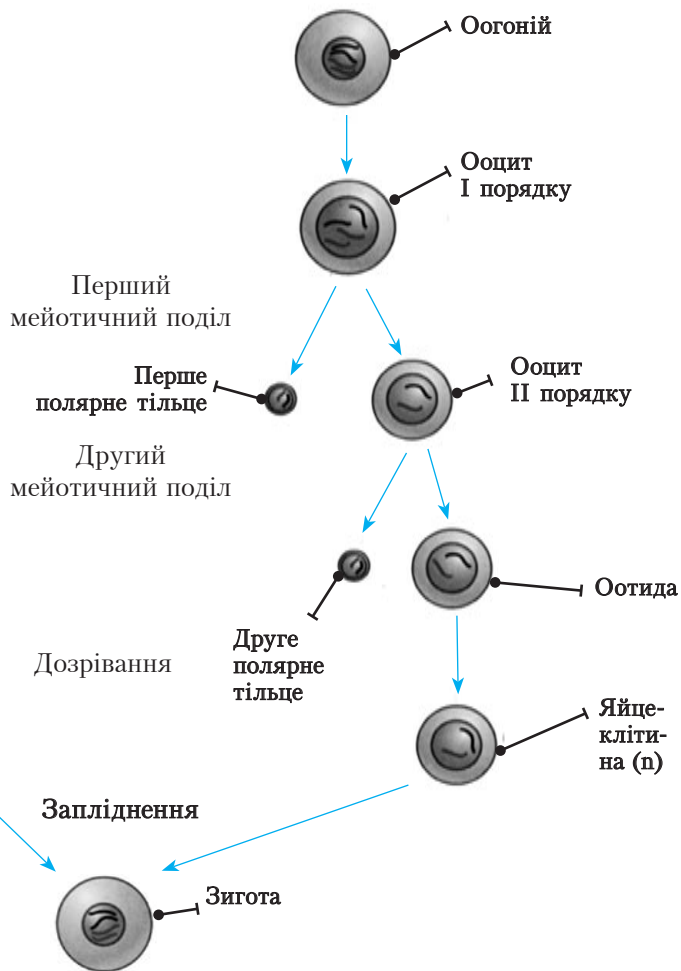 Оогоній
Ооцит
I порядку
Перший
мейотичний поділ
Перше
полярне тільце
Ооцит
II порядку
Другий
мейотичний поділ
Оотида
Друге
полярне
тільце
Дозрівання
Яйце-
кліти-
на (n)
Запліднення
Зигота